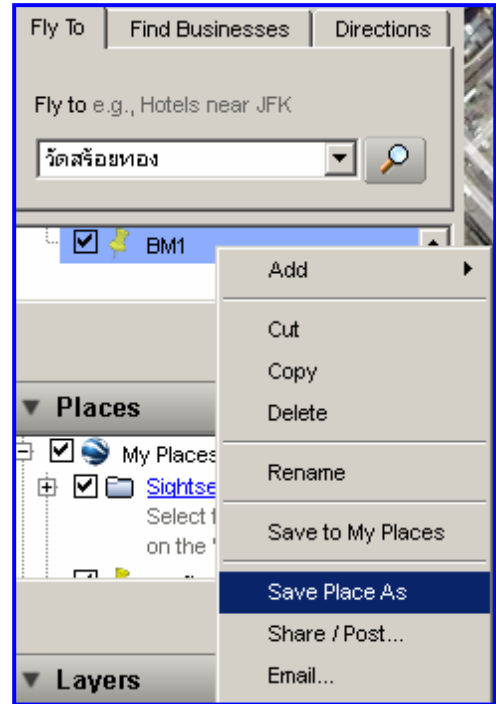 Fly To
Find Businesses
Directions
Fly to e.g., Hotels near JFK
วัดสร้อยทอง
BM1
Add
Cut
Copy
Delete
Rename
Save to My Places
Save Place As
Share / Post...
Email...
Places
My Places
Sightse
Select
on the
Layers